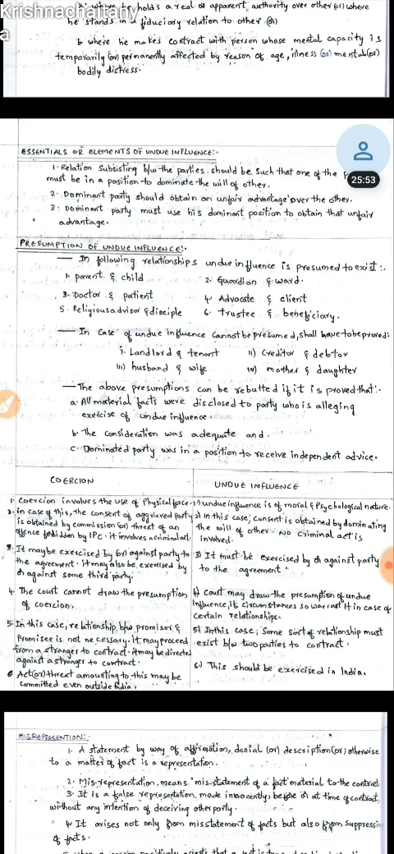 Krishnachaitany
a
holds a real or apparent, authority over other (or) where
he stands in a fiduciary relation to other (or)
b. where he makes contract with person whose mental capacity is
temporarily (or) permanently affected by reason of age, illness (or) mental (or)
bodily distress.
ESSENTIALS OR ELEMENTS OF UNDUE INFLUENCE:-
1. Relation subsisting b/w the parties should be such that one of the
must be in a position to dominate the will of other.
2. Dominant party should obtain an unfair advantage over the other.
3. Dominant party must use his dominant position to obtain that unfair
advantage.
25:53
PRESUMPTION OF UNDUE INFLUENCE:-
— In following relationships undue influence is presumed to exist:-
1. parent & child 2. Guardian & ward.
3. Doctor & patient 4. Advocate & client
5. Religious advisor & disciple 6. trustee & beneficiary.
— In case of undue influence cannot be presumed, shall have to be proved:
i. Landlord & tenant ii) Creditor & debtor
iii) husband & wife iv) mother & daughter
— The above presumptions can be rebutted if it is proved that:-
a. All material facts were disclosed to party who is alleging
exercise of undue influence.
b. The consideration was adequate and.
c. Dominated party was in a position to receive independent advice.
COERCION
1. Coercion involves the use of physical force
2. in case of this, the consent of aggrieved party
is obtained by commission (or) threat of an
offence forbidden by IPC. it involves a criminal act
3. It maybe exercised by (or) against party to
the agreement. it may also be exercised by
or against some third party.
4. The court cannot draw the presumption
of coercion.
5. In this case, relationship b/w promisor &
Promisee is not necessary. it may proceed
from a stranger to contract. it may be directed
against a stranger to contract.
6. Act (or) threat amounting to this may be
committed even outside India.
UNDUE INFLUENCE
1) undue influence is of moral & psychological nature.
2) In this case, consent is obtained by dominating
the will of other. No criminal act is
involved.
3) It must be exercised by or against party
to the agreement.
4) Court may draw the presumption of undue
influence, if circumstances so warrant it in case of
certain relationships.
5) In this case, some sort of relationship must
exist b/w two parties to contract.
6) This should be exercised in India.
MISREPRESENTION:-
1. A statement by way of affirmation, denial (or) description (or) otherwise
to a matter of fact is a representation.
2. Mis-representation, means mis-statement of a fact material to the contract
3. It is a false representation, made innocently, before or at time of contract,
without any intention of deceiving other party.
4. It arises not only from misstatement of facts but also from suppression
of facts.